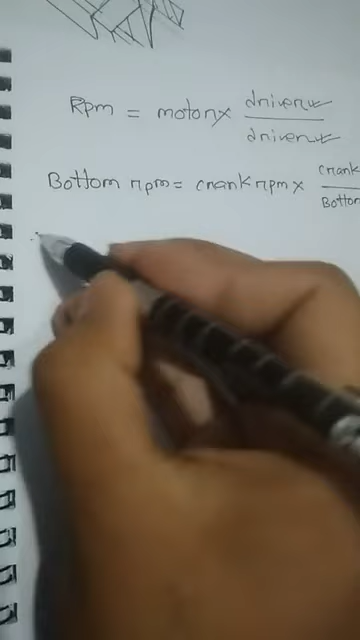 Rpm = motor × driver w / driven w
Bottom rpm = crank rpm × crank / Bottom